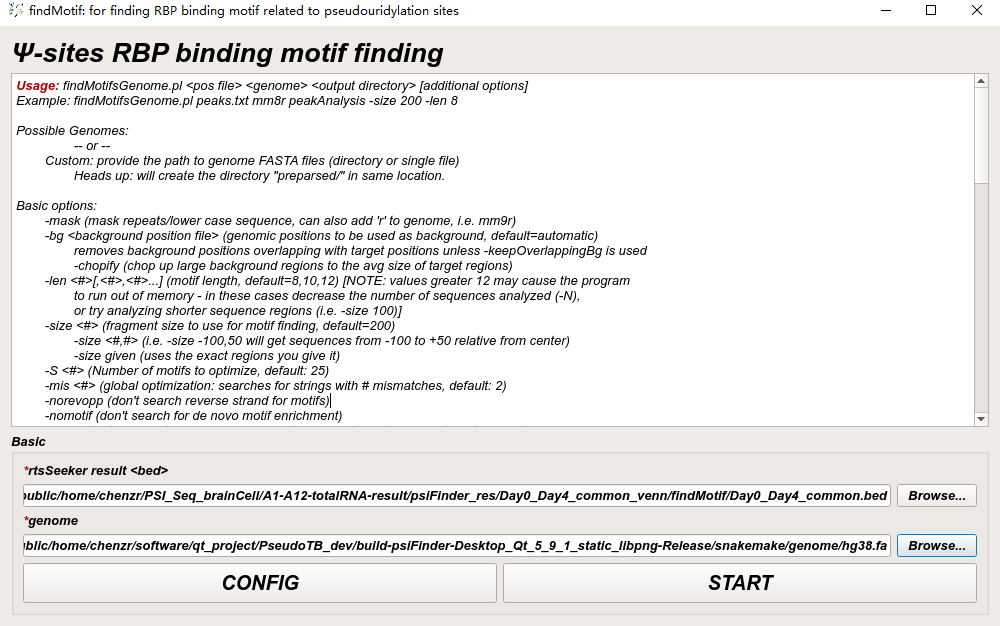 findMotif: for finding RBP binding motif related to pseudouridylation sites
Ψ-sites RBP binding motif finding
Usage: findMotifsGenome.pl <pos file> <genome> <output directory> [additional options]
Example: findMotifsGenome.pl peaks.txt mm8r peakAnalysis -size 200 -len 8
Possible Genomes:
-- or --
Custom: provide the path to genome FASTA files (directory or single file)
Heads up: will create the directory "preparsed/" in same location.
Basic options:
-mask (mask repeats/lower case sequence, can also add 'r' to genome, i.e. mm9r)
-bg <background position file> (genomic positions to be used as background, default=automatic)
removes background positions overlapping with target positions unless -keepOverlappingBg is used
-chopify (chop up large background regions to the avg size of target regions)
-len <#>[,<#>,<#>...] (motif length, default=8,10,12) [NOTE: values greater 12 may cause the program
to run out of memory - in these cases decrease the number of sequences analyzed (-N),
or try analyzing shorter sequence regions (i.e. -size 100)]
-size <#> (fragment size to use for motif finding, default=200)
-size <#,#> (i.e. -size -100,50 will get sequences from -100 to +50 relative from center)
-size given (uses the exact regions you give it)
-S <#> (Number of motifs to optimize, default: 25)
-mis <#> (global optimization: searches for strings with # mismatches, default: 2)
-norevopp (don't search reverse strand for motifs)
-nomotif (don't search for de novo motif enrichment)
Basic
*rtsSeeker result <bed>
public/home/chenzr/PSI_Seq_brainCell/A1-A12-totalRNA-result/psiFinder_res/Day0_Day4_common_venn/findMotif/Day0_Day4_common.bed
Browse...
*genome
blic/home/chenzr/software/qt_project/PseudoTB_dev/build-psiFinder-Desktop_Qt_5_9_1_static_libpng-Release/snakemake/genome/hg38.fa
Browse...
CONFIG
START